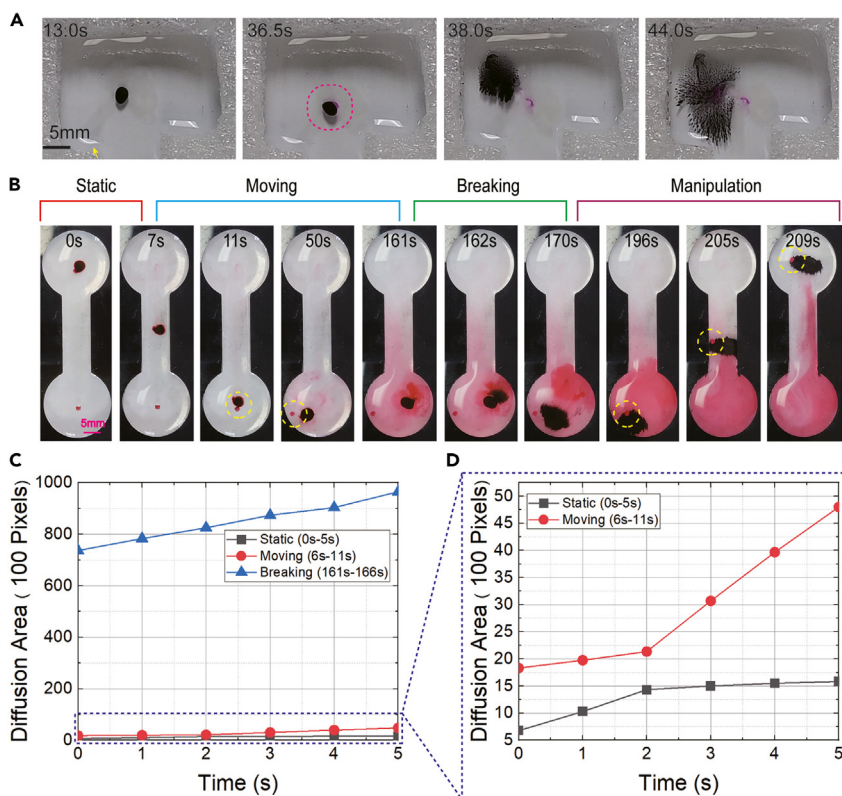 A
13.0s
36.5s
38.0s
44.0s
5mm
B
Static
Moving
Breaking
Manipulation
0s
7s
11s
50s
161s
162s
170s
196s
205s
209s
5mm
C
1000
800
600
400
200
0
Diffusion Area ( 100 Pixels)
Static (0s-5s)
Moving (6s-11s)
Breaking (161s-166s)
0 1 2 3 4 5
Time (s)
D
50
45
40
35
30
25
20
15
10
5
Diffusion Area ( 100 Pixels)
Static (0s-5s)
Moving (6s-11s)
0 1 2 3 4 5
Time (s)